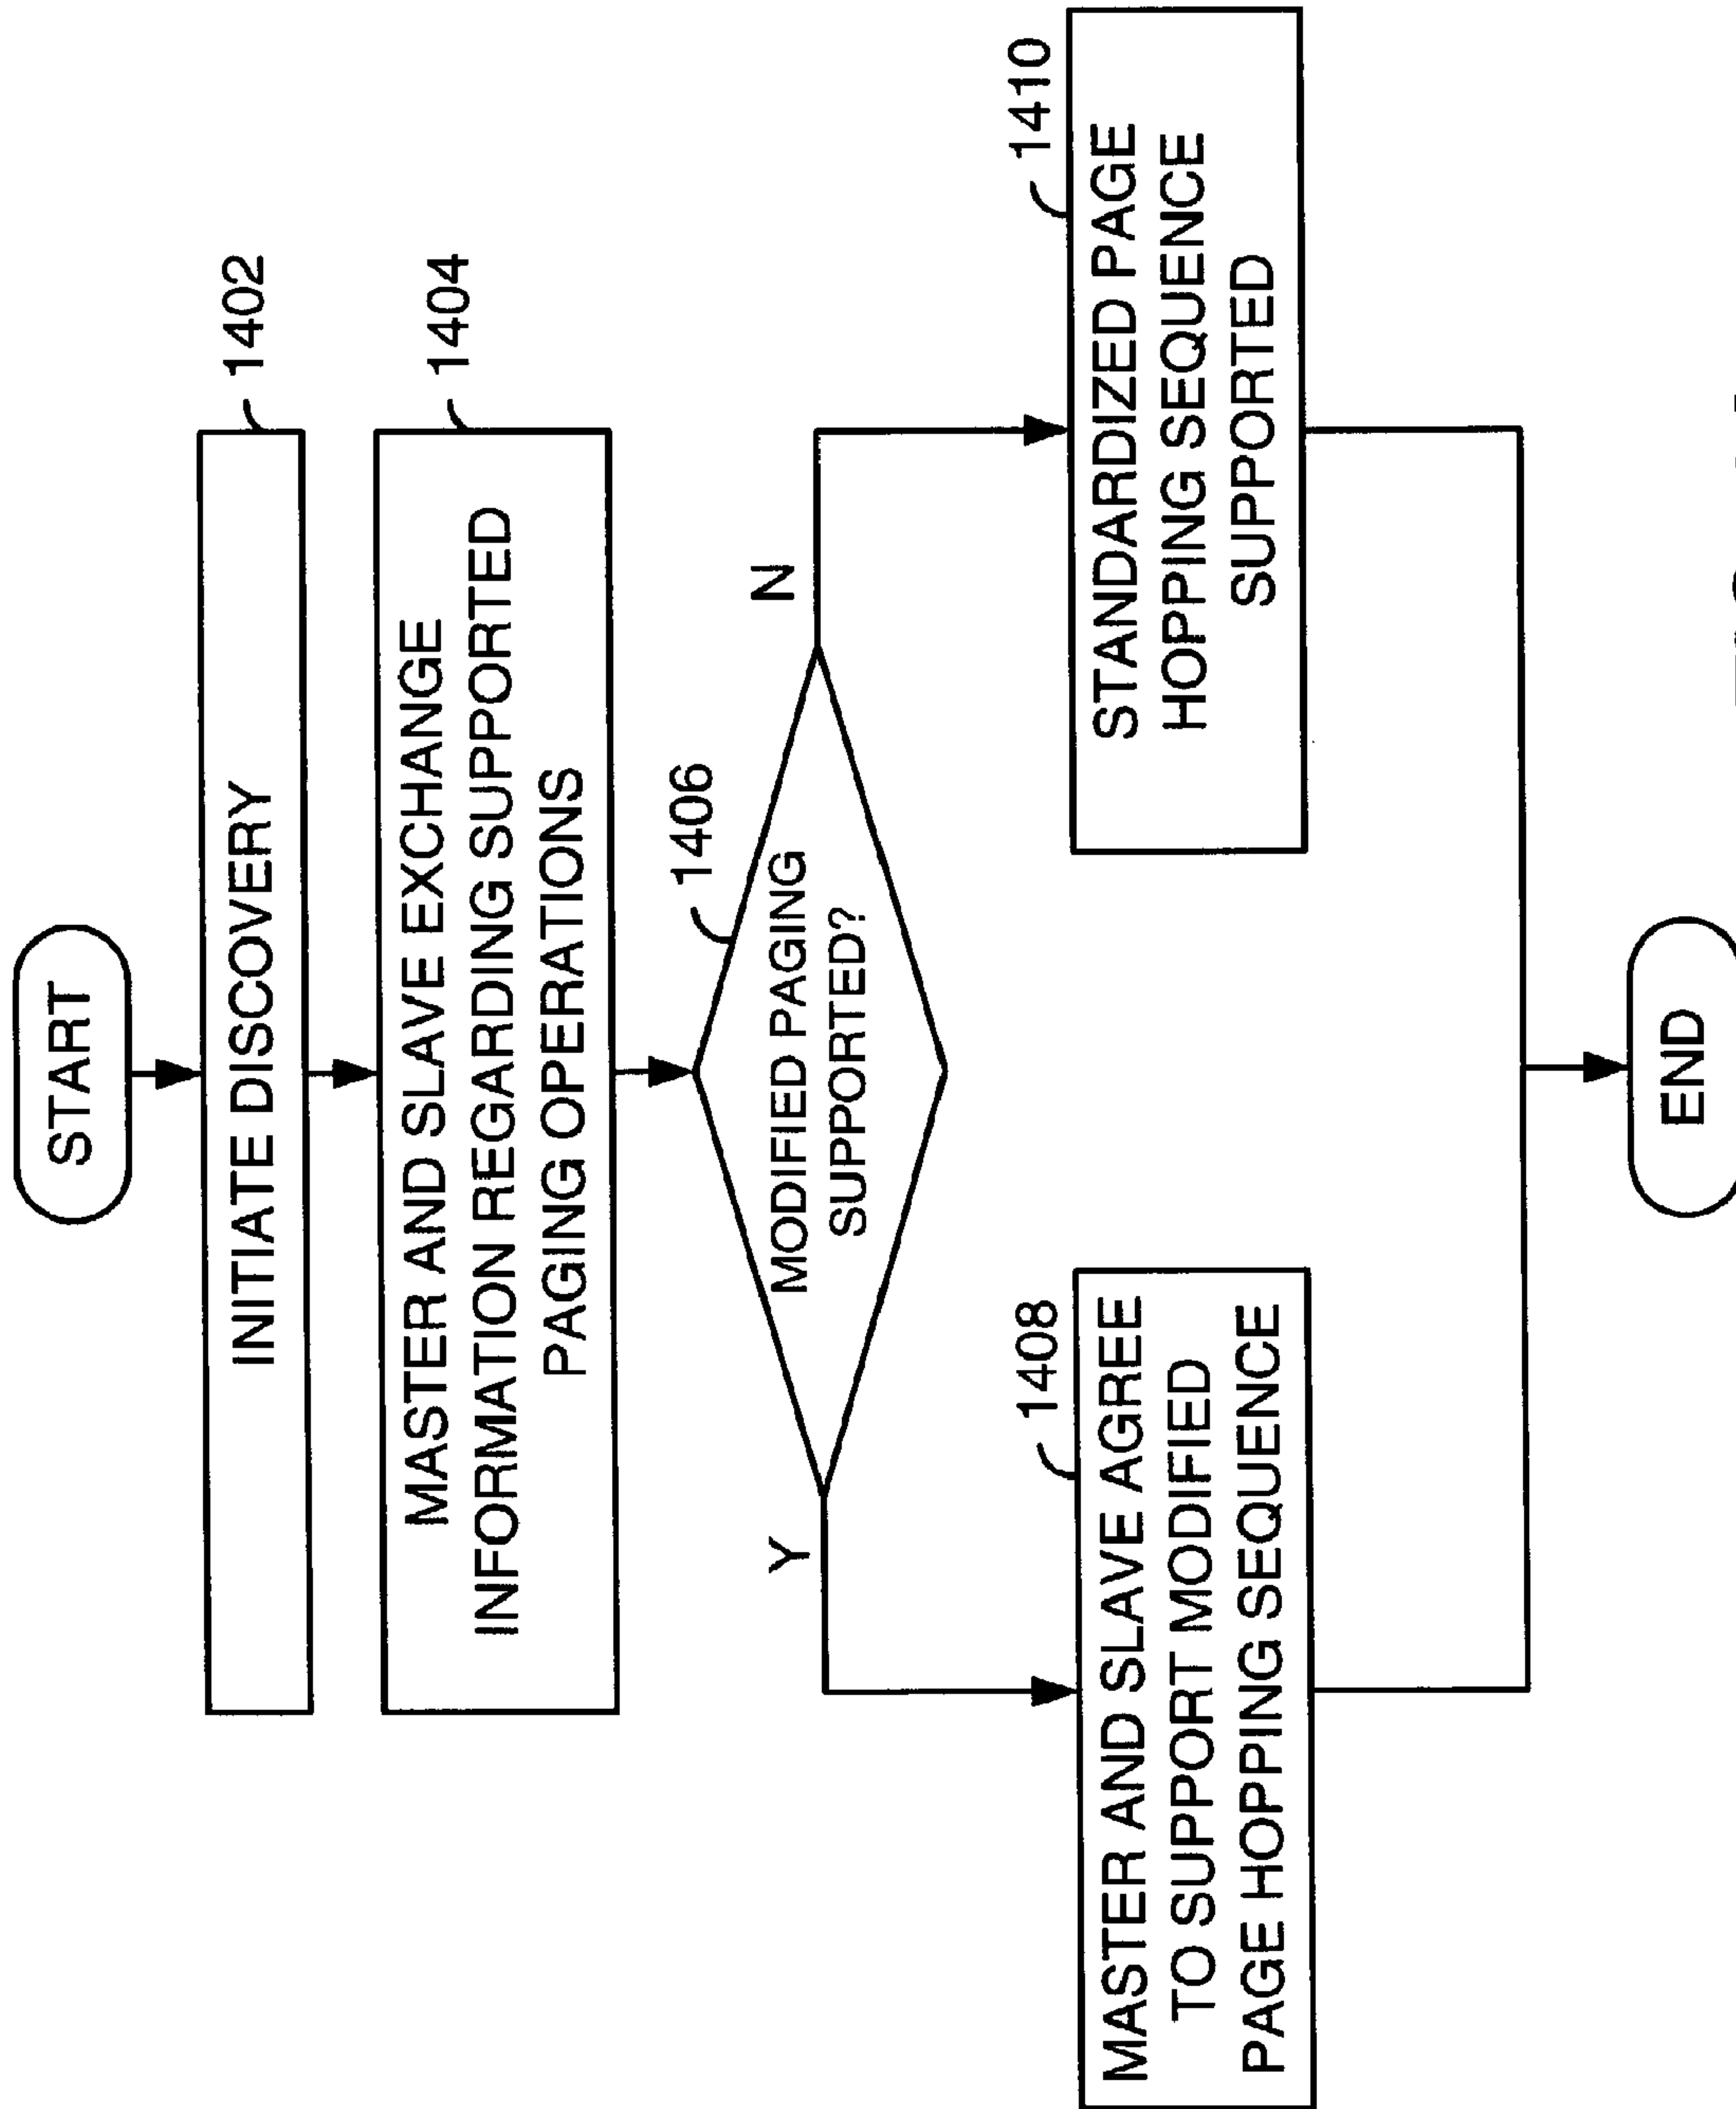 START
INITIATE DISCOVERY
1402
MASTER AND SLAVE EXCHANGE
INFORMATION REGARDING SUPPORTED
PAGING OPERATIONS
1404
MODIFIED PAGING
SUPPORTED?
1406
Y
N
MASTER AND SLAVE AGREE
TO SUPPORT MODIFIED
PAGE HOPPING SEQUENCE
1408
STANDARDIZED PAGE
HOPPING SEQUENCE
SUPPORTED
1410
END